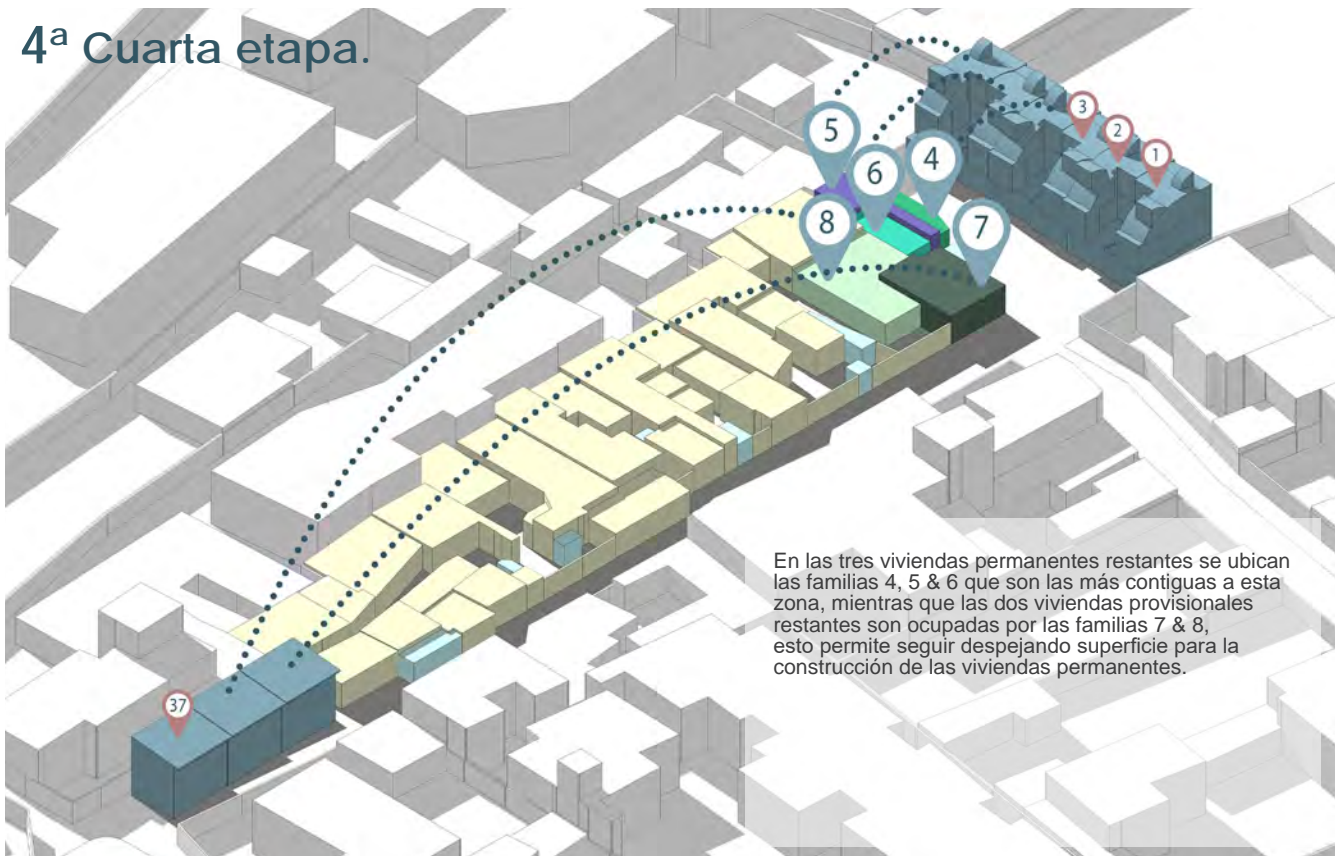 4ª Cuarta etapa.
3
2
1
5
6
4
8
7
37
En las tres viviendas permanentes restantes se ubican
las familias 4, 5 & 6 que son las más contiguas a esta
zona, mientras que las dos viviendas provisionales
restantes son ocupadas por las familias 7 & 8,
esto permite seguir despejando superficie para la
construcción de las viviendas permanentes.